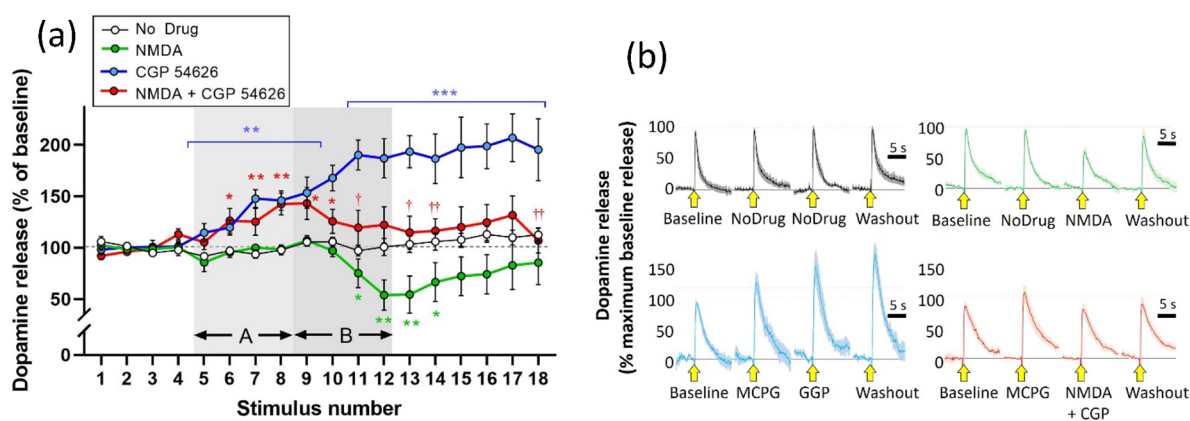 (a)
No Drug
NMDA
CGP 54626
NMDA + CGP 54626
Dopamine release (% of baseline)
200
150
100
50
0
**
***
*
**
**
*
*
†
†
††
††
*
**
**
*
A
B
1 2 3 4 5 6 7 8 9 10 11 12 13 14 15 16 17 18
Stimulus number
(b)
Dopamine release
(% maximum baseline release)
100
50
0
5 s
Baseline NoDrug NoDrug Washout
100
50
0
5 s
Baseline NoDrug NMDA Washout
150
100
50
0
5 s
Baseline MCPG GGP Washout
150
100
50
0
5 s
Baseline MCPG NMDA Washout
+ CGP